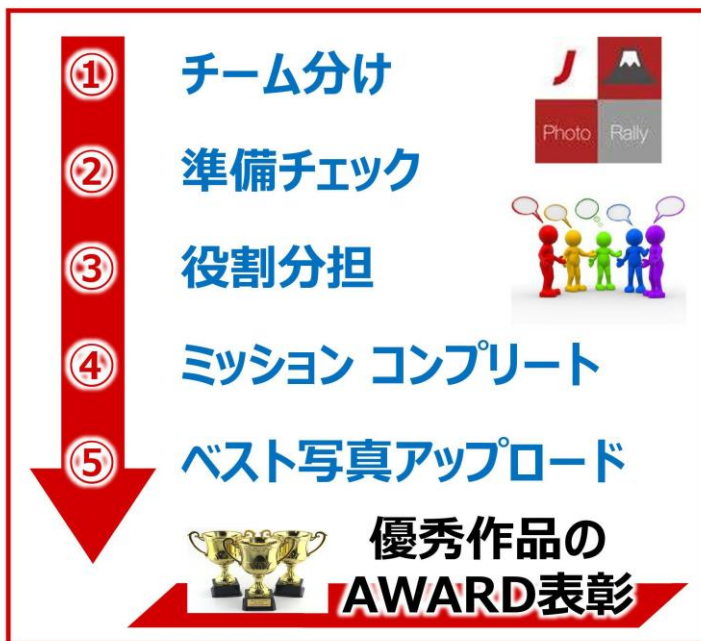 ① チーム分け
② 準備チェック
③ 役割分担
④ ミッション コンプリート
⑤ ベスト写真アップロード
優秀作品の
AWARD表彰
J
Photo Rally